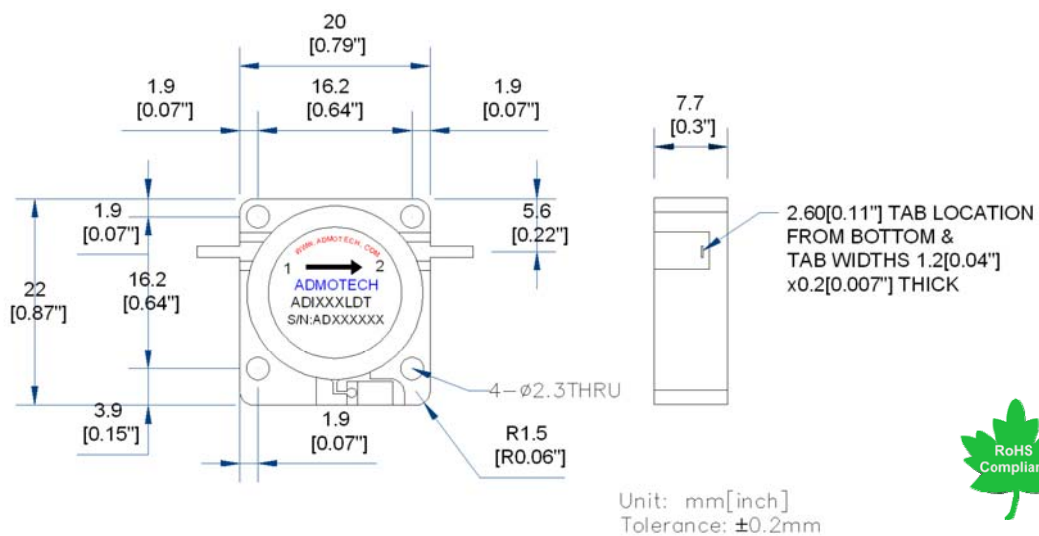 20
[0.79"]
1.9
[0.07"]
16.2
[0.64"]
1.9
[0.07"]
7.7
[0.3"]
1.9
[0.07"]
5.6
[0.22"]
2.60[0.11"] TAB LOCATION
FROM BOTTOM &
TAB WIDTHS 1.2[0.04"]
x0.2[0.007"] THICK
WWW.ADMOTECH.COM
1 2
ADMOTECH
ADIXXXLDT
S/N:ADXXXXXX
16.2
[0.64"]
22
[0.87"]
4-ø2.3THRU
3.9
[0.15"]
1.9
[0.07"]
R1.5
[R0.06"]
RoHS
Complian
Unit: mm[inch]
Tolerance: ±0.2mm